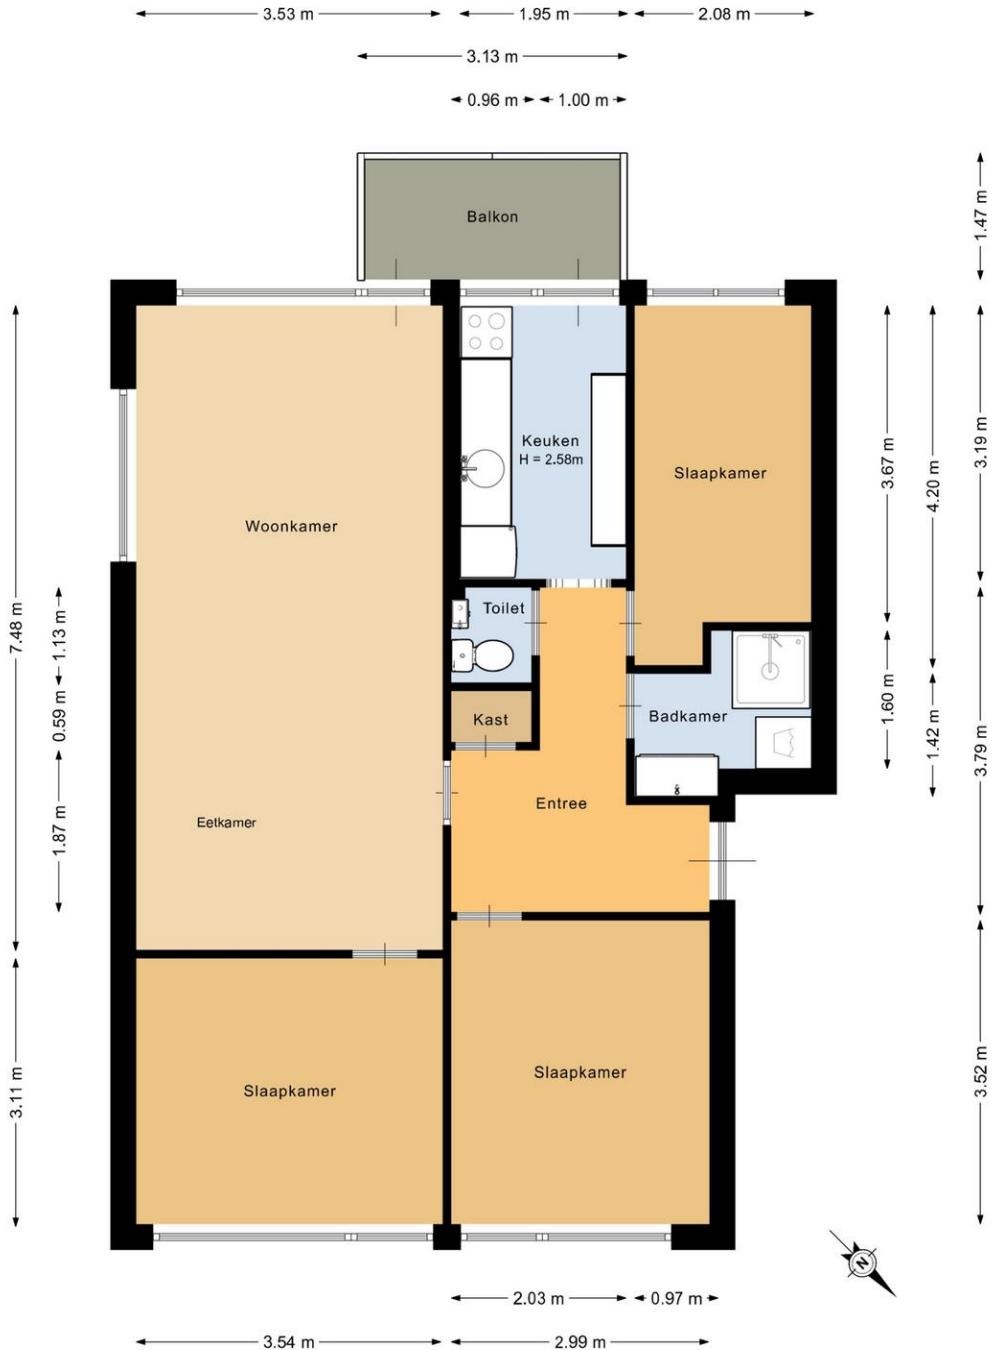 3.53 m
1.95 m
2.08 m
3.13 m
0.96 m
1.00 m
Balkon
1.47 m
Keuken
H = 2.58m
Slaapkamer
Woonkamer
3.67 m
4.20 m
3.19 m
Toilet
7.48 m
1.13 m
0.59 m
1.87 m
Kast
Badkamer
1.60 m
1.42 m
3.79 m
Entree
Eetkamer
Slaapkamer
Slaapkamer
3.11 m
3.52 m
N
2.03 m
0.97 m
3.54 m
2.99 m